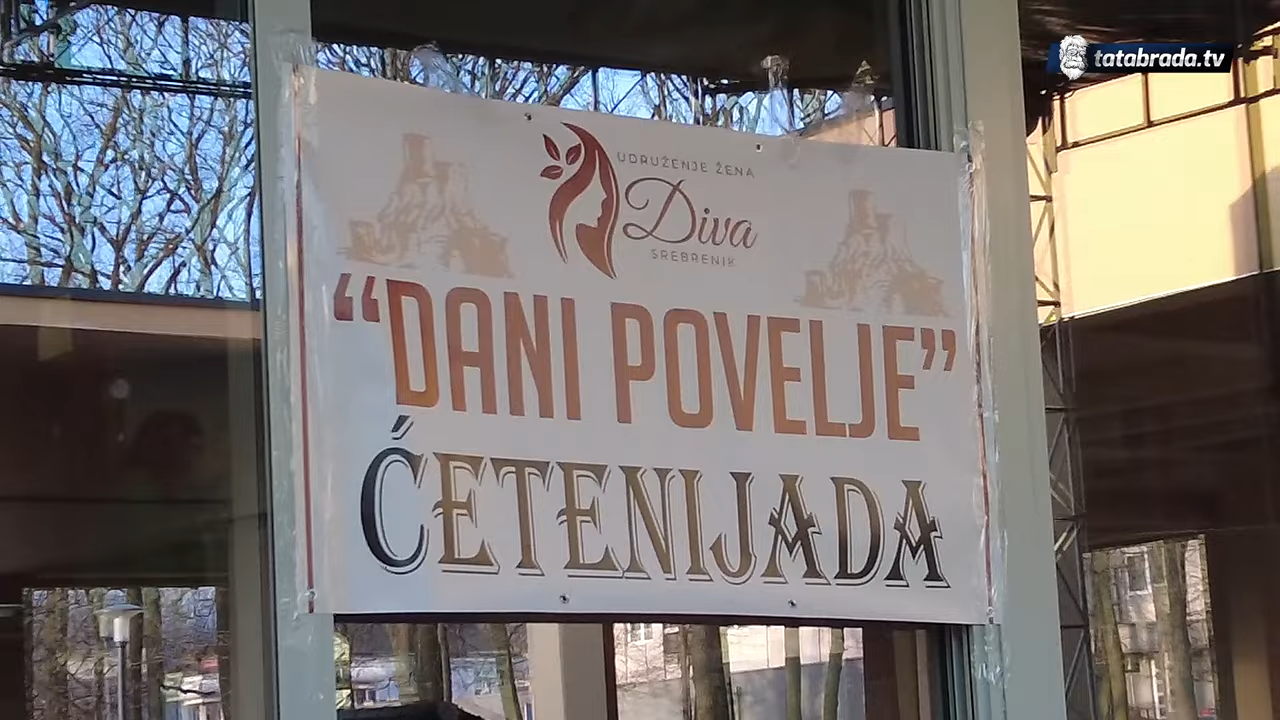 tatabrada.tv
UDRUŽENJE ŽENA
Diva
SREBRENIK
“DANI POVELJE”
ĆETENIJADA